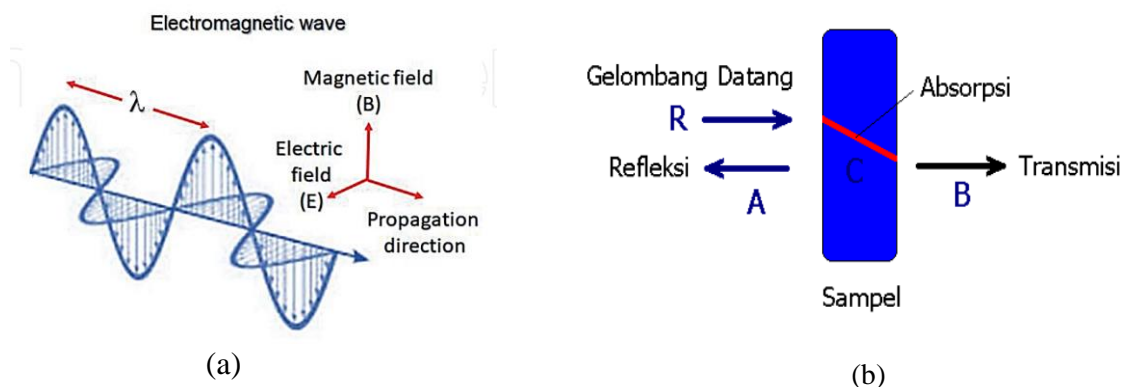 Electromagnetic wave
λ
Magnetic field
(B)
Electric
field
(E)
Propagation
direction
(a)
Gelombang Datang
R
Absorpsi
Refleksi
A
C
B
Transmisi
Sampel
(b)